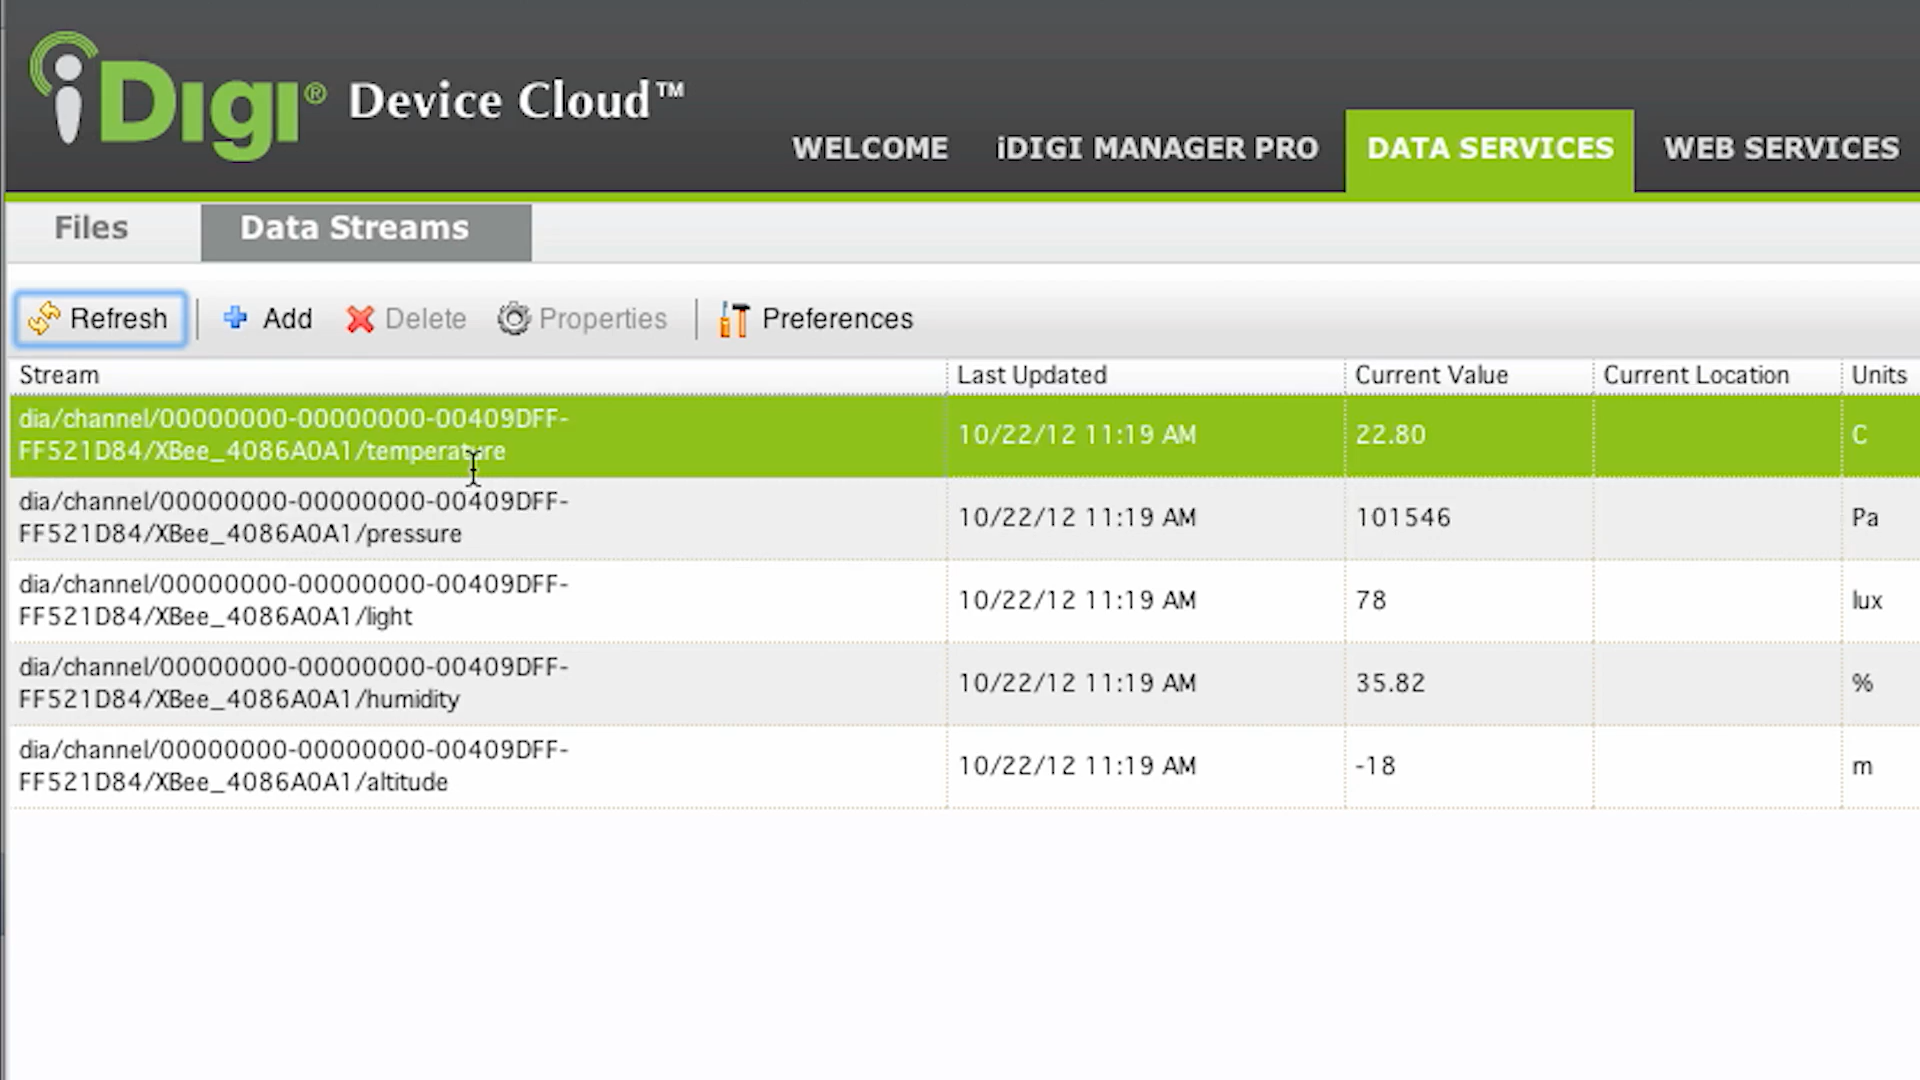 iDigi® Device Cloud™
WELCOME iDIGI MANAGER PRO DATA SERVICES WEB SERVICES
Files Data Streams
Refresh Add Delete Properties Preferences
Stream Last Updated Current Value Current Location Units
dia/channel/00000000-00000000-00409DFF-
FF521D84/XBee_4086A0A1/temperature 10/22/12 11:19 AM 22.80 C
dia/channel/00000000-00000000-00409DFF-
FF521D84/XBee_4086A0A1/pressure 10/22/12 11:19 AM 101546 Pa
dia/channel/00000000-00000000-00409DFF-
FF521D84/XBee_4086A0A1/light 10/22/12 11:19 AM 78 lux
dia/channel/00000000-00000000-00409DFF-
FF521D84/XBee_4086A0A1/humidity 10/22/12 11:19 AM 35.82 %
dia/channel/00000000-00000000-00409DFF-
FF521D84/XBee_4086A0A1/altitude 10/22/12 11:19 AM -18 m